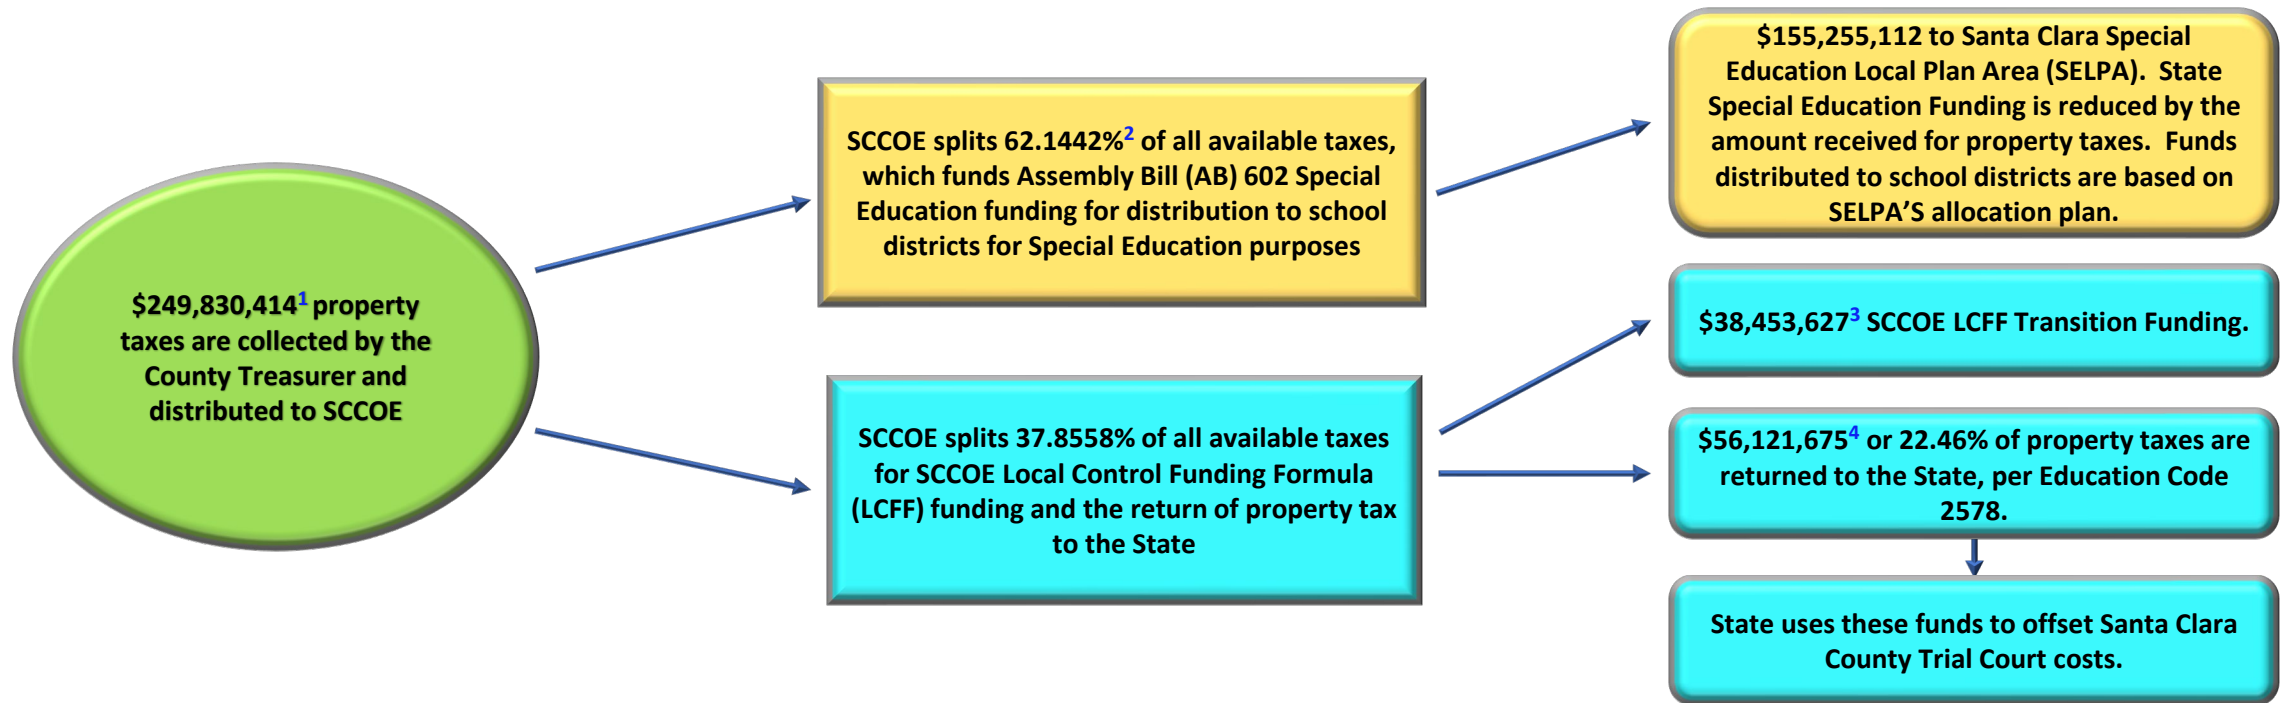 $249,830,414¹ property
taxes are collected by the
County Treasurer and
distributed to SCCOE
SCCOE splits 62.1442%² of all available taxes,
which funds Assembly Bill (AB) 602 Special
Education funding for distribution to school
districts for Special Education purposes
SCCOE splits 37.8558% of all available taxes
for SCCOE Local Control Funding Formula
(LCFF) funding and the return of property tax
to the State
$155,255,112 to Santa Clara Special
Education Local Plan Area (SELPA).  State
Special Education Funding is reduced by the
amount received for property taxes.  Funds
distributed to school districts are based on
SELPA’S allocation plan.
$38,453,627³ SCCOE LCFF Transition Funding.
$56,121,675⁴ or 22.46% of property taxes are
returned to the State, per Education Code
2578.
State uses these funds to offset Santa Clara
County Trial Court costs.